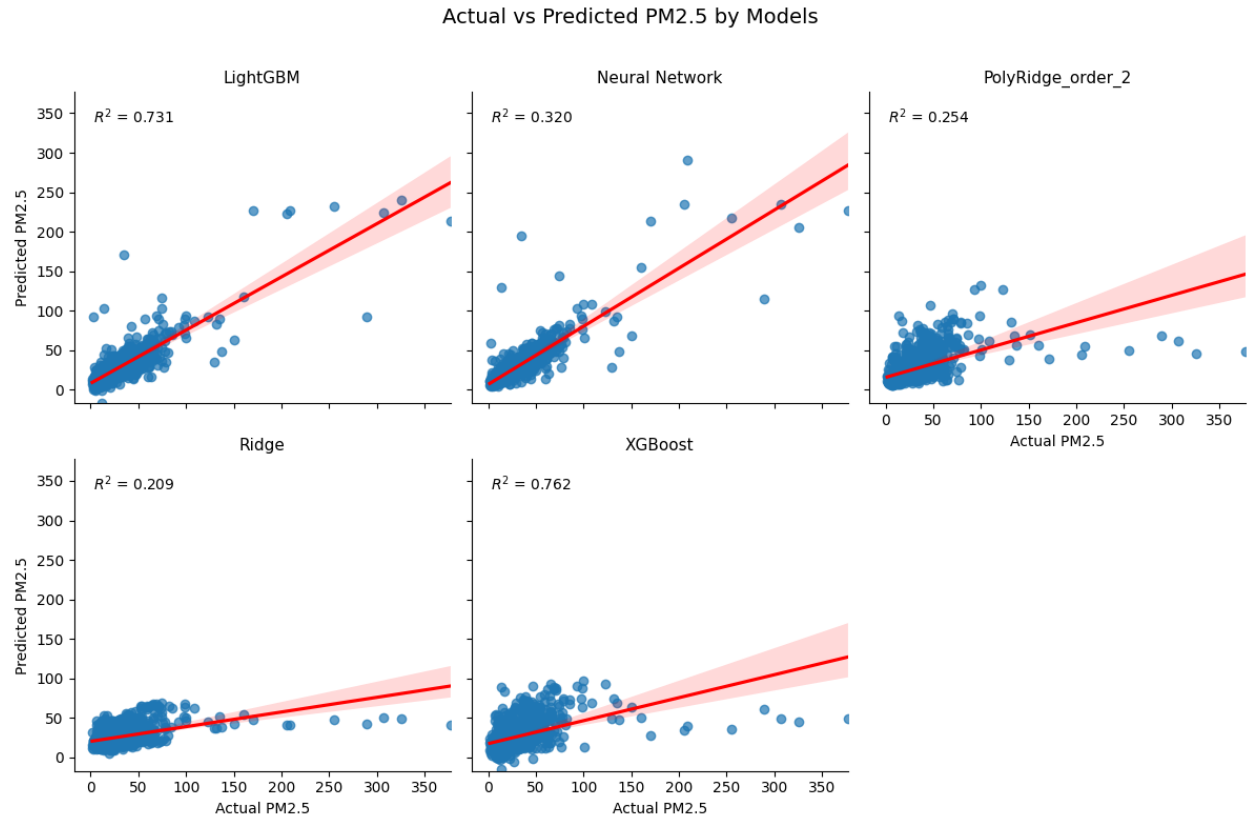 Actual vs Predicted PM2.5 by Models
LightGBM
Neural Network
PolyRidge_order_2
R² = 0.731
R² = 0.320
R² = 0.254
350
300
250
200
150
100
50
0
Predicted PM2.5
0 50 100 150 200 250 300 350
Actual PM2.5
Ridge
XGBoost
R² = 0.209
R² = 0.762
350
300
250
200
150
100
50
0
Predicted PM2.5
0 50 100 150 200 250 300 350
Actual PM2.5
0 50 100 150 200 250 300 350
Actual PM2.5